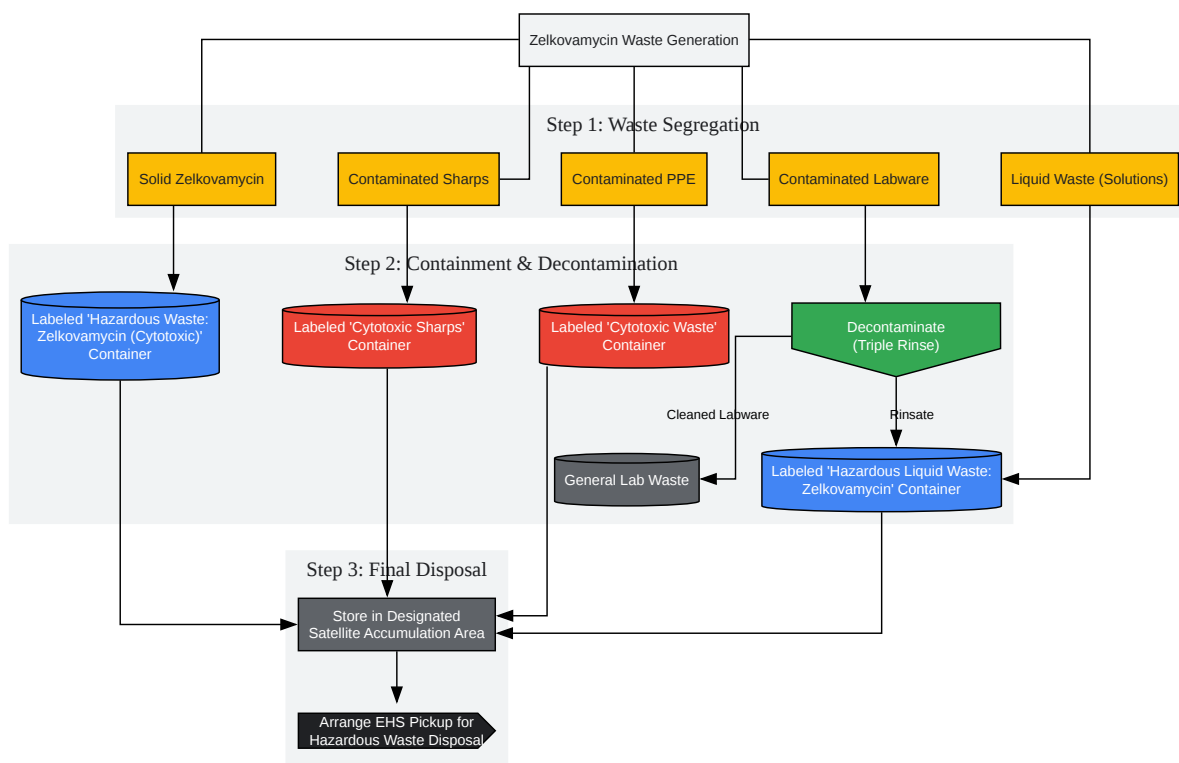 Zelkovamycin Waste Generation
Step 1: Waste Segregation
Solid Zelkovamycin
Contaminated Sharps
Contaminated PPE
Contaminated Labware
Liquid Waste (Solutions)
Step 2: Containment & Decontamination
Labeled 'Hazardous Waste:
Zelkovamycin (Cytotoxic)'
Container
Labeled 'Cytotoxic Sharps'
Container
Labeled 'Cytotoxic Waste'
Container
Decontaminate
(Triple Rinse)
Cleaned Labware
Rinsate
General Lab Waste
Labeled 'Hazardous Liquid Waste:
Zelkovamycin' Container
Step 3: Final Disposal
Store in Designated
Satellite Accumulation Area
Arrange EHS Pickup for
Hazardous Waste Disposal